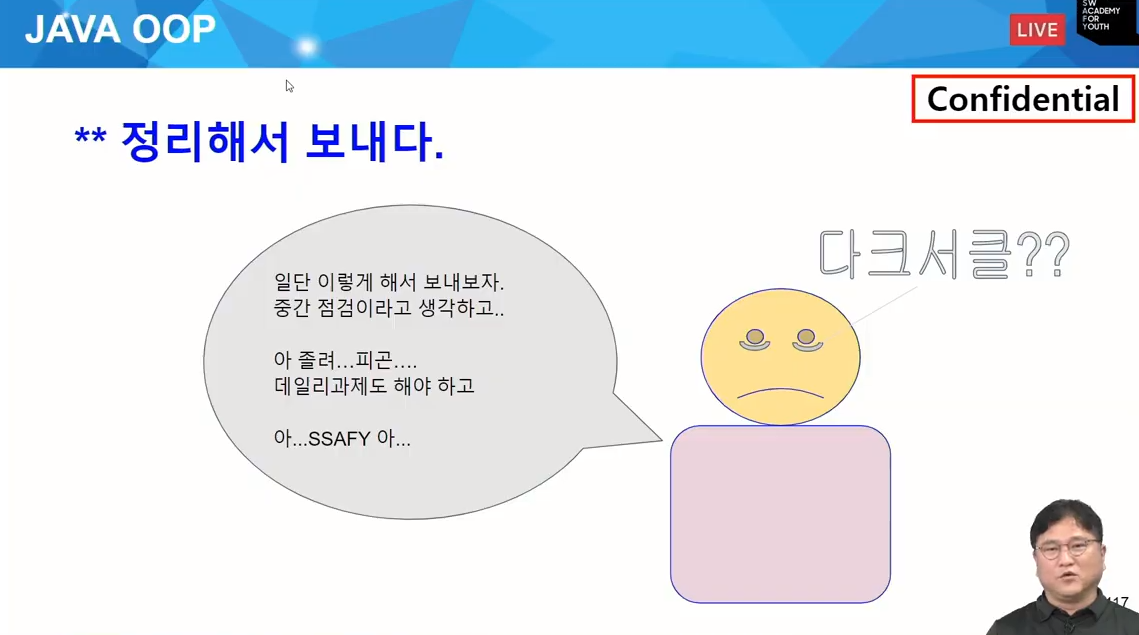 JAVA OOP
LIVE
SW
ACADEMY
FOR
YOUTH
Confidential
** 정리해서 보내다.
다크서클??
일단 이렇게 해서 보내보자.
중간 점검이라고 생각하고..
아 졸려...피곤....
데일리과제도 해야 하고
아...SSAFY 아...